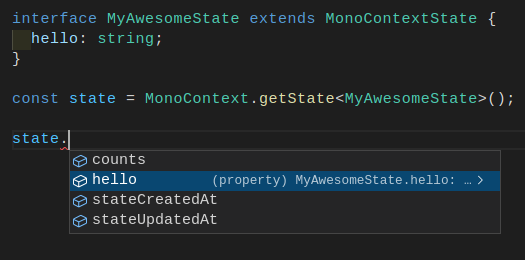 interface MyAwesomeState extends MonoContextState {
  hello: string;
}
const state = MonoContext.getState<MyAwesomeState>();
state.
counts
hello (property) MyAwesomeState.hello: … >
stateCreatedAt
stateUpdatedAt